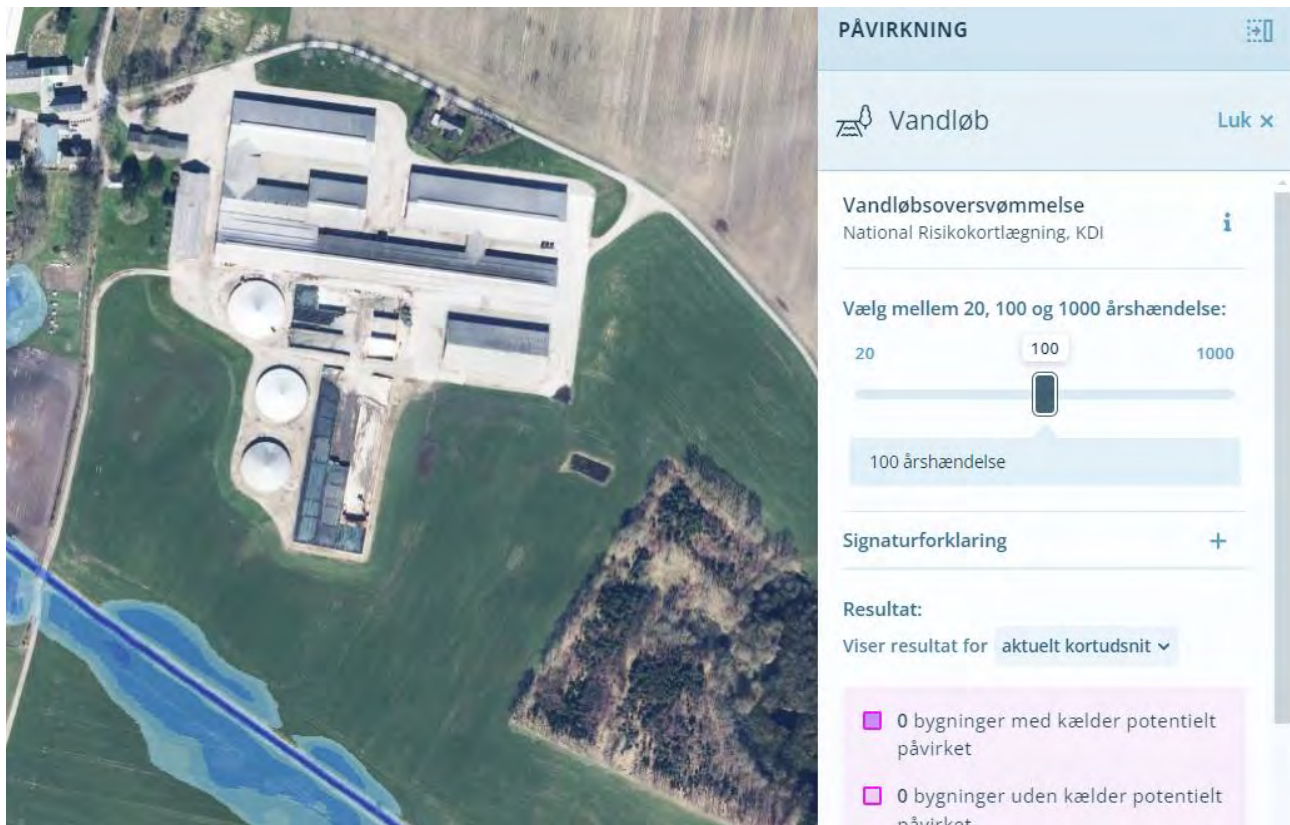 PÅVIRKNING
Vandløb
Luk ×
Vandløbsoversvømmelse
National Risikokortlægning, KDI
i
Vælg mellem 20, 100 og 1000 årshændelse:
20
100
1000
100 årshændelse
Signaturforklaring
+
Resultat:
Viser resultat for aktuelt kortudsnit
0 bygninger med kælder potentielt
påvirket
0 bygninger uden kælder potentielt
påvirket